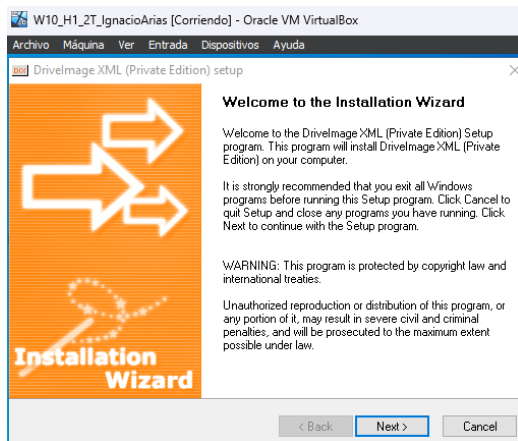 W10_H1_2T_IgnacioArias [Corriendo] - Oracle VM VirtualBox
Archivo Máquina Ver Entrada Dispositivos Ayuda
DIX DriveImage XML (Private Edition) setup
Welcome to the Installation Wizard
Welcome to the DriveImage XML (Private Edition) Setup
program. This program will install DriveImage XML (Private
Edition) on your computer.
It is strongly recommended that you exit all Windows
programs before running this Setup program. Click Cancel to
quit Setup and close any programs you have running. Click
Next to continue with the Setup program.
WARNING: This program is protected by copyright law and
international treaties.
Unauthorized reproduction or distribution of this program, or
any portion of it, may result in severe civil and criminal
penalties, and will be prosecuted to the maximum extent
possible under law.
Installation
Wizard
< Back Next > Cancel